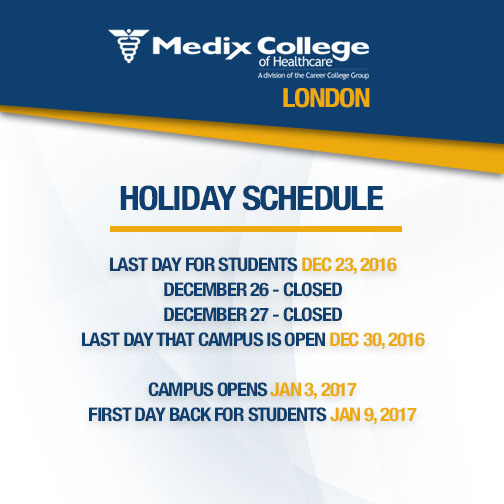 Medix College
of Healthcare
A division of the Career College Group
LONDON
HOLIDAY SCHEDULE
LAST DAY FOR STUDENTS DEC 23, 2016
DECEMBER 26 - CLOSED
DECEMBER 27 - CLOSED
LAST DAY THAT CAMPUS IS OPEN DEC 30, 2016
CAMPUS OPENS JAN 3, 2017
FIRST DAY BACK FOR STUDENTS JAN 9, 2017